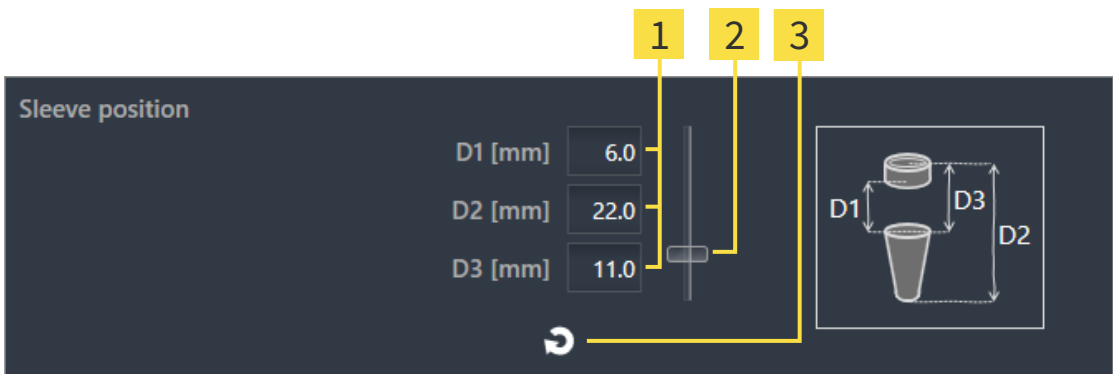 1 2 3
Sleeve position
D1 [mm] 6.0
D2 [mm] 22.0
D3 [mm] 11.0
D1 D3
D2